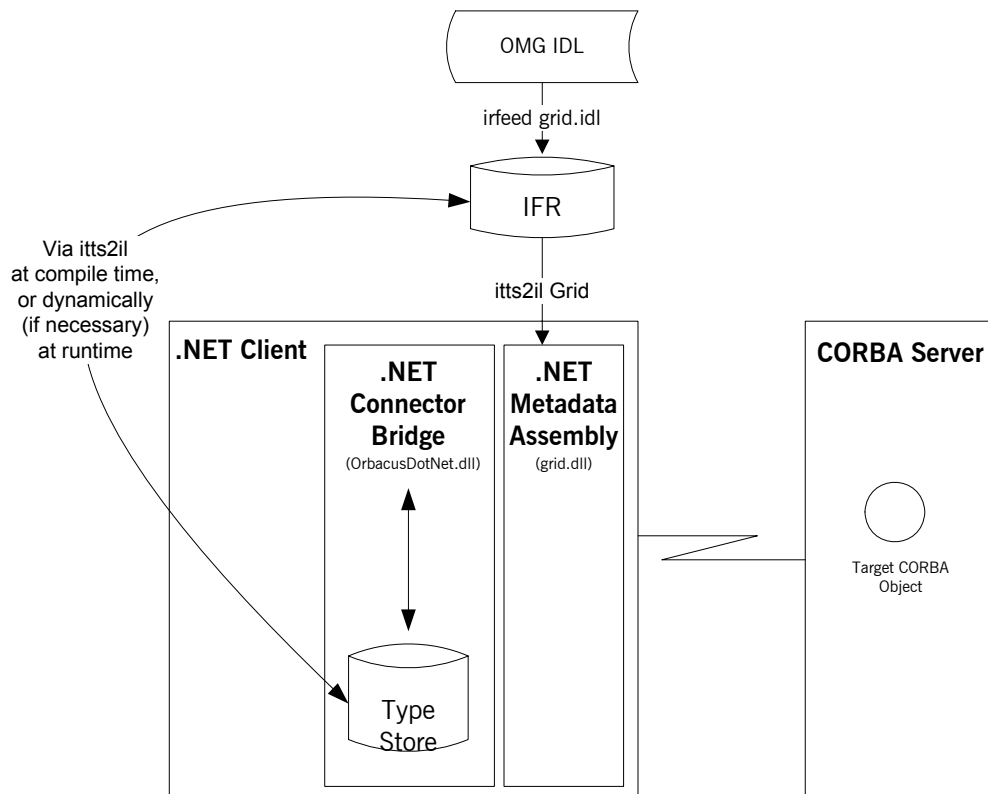 OMG IDL
irfeed grid.idl
IFR
Via itts2il
at compile time,
or dynamically
(if necessary)
at runtime
itts2il Grid
.NET Client
.NET
Connector
Bridge
(OrbacusDotNet.dll)
.NET
Metadata
Assembly
(grid.dll)
CORBA Server
Target CORBA
Object
Type
Store